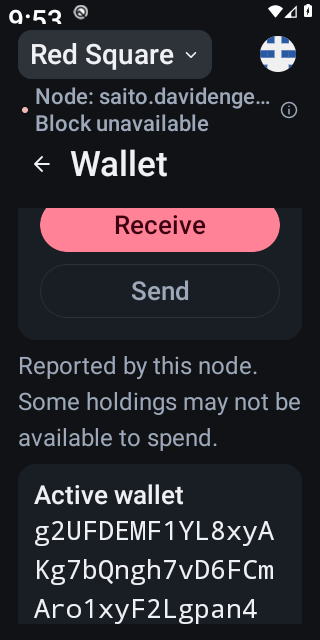 9:53
Red Square
Node: saito.davidenge...
Block unavailable
Wallet
Receive
Send
Reported by this node.
Some holdings may not be
available to spend.
Active wallet
g2UFDEMF1YL8xyA
Kg7bQngh7vD6FCm
Aro1xyF2Lgpan4